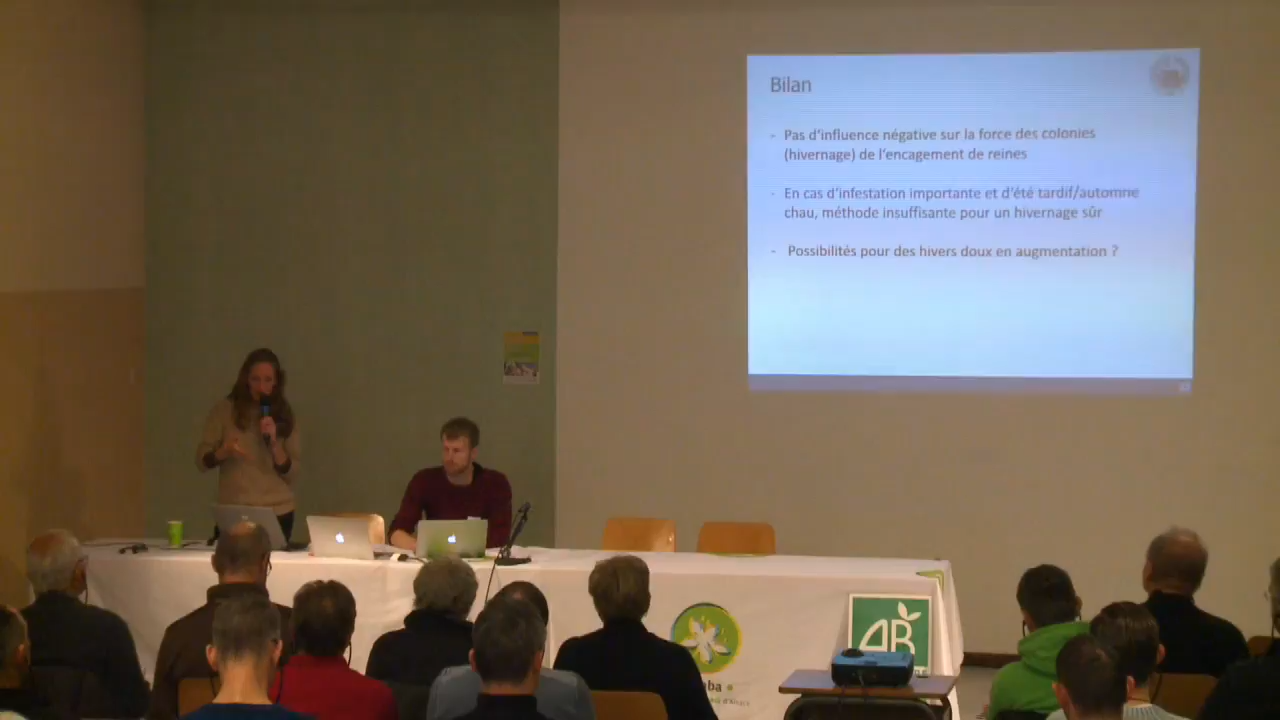 Bilan
- Pas d'influence négative sur la force des colonies
(hivernage) de l'encagement de reines
- En cas d'infestation importante et d'été tardif/automne
chau, méthode insuffisante pour un hivernage sûr
- Possibilités pour des hivers doux en augmentation ?
AB